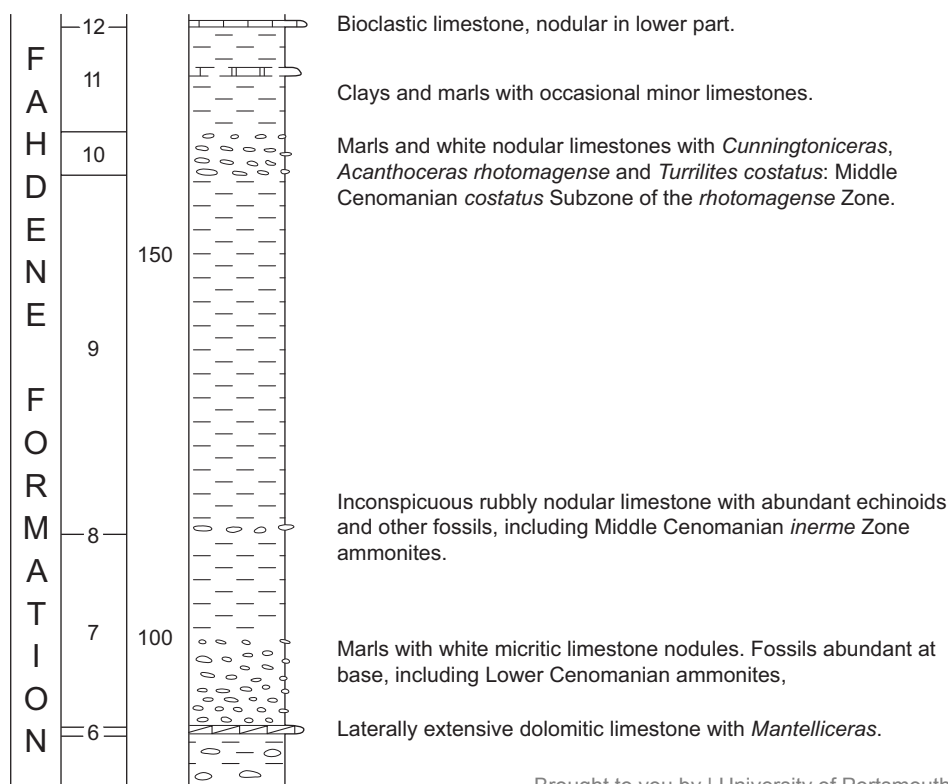 FAHDENE FORMATION
12
Bioclastic limestone, nodular in lower part.
11
Clays and marls with occasional minor limestones.
10
Marls and white nodular limestones with Cunningtoniceras,
Acanthoceras rhotomagense and Turrilites costatus: Middle
Cenomanian costatus Subzone of the rhotomagense Zone.
150
9
Inconspicuous rubbly nodular limestone with abundant echinoids
and other fossils, including Middle Cenomanian inerme Zone
ammonites.
8
7
100
Marls with white micritic limestone nodules. Fossils abundant at
base, including Lower Cenomanian ammonites,
6
Laterally extensive dolomitic limestone with Mantelliceras.
Brought to you by | University of Portsmouth